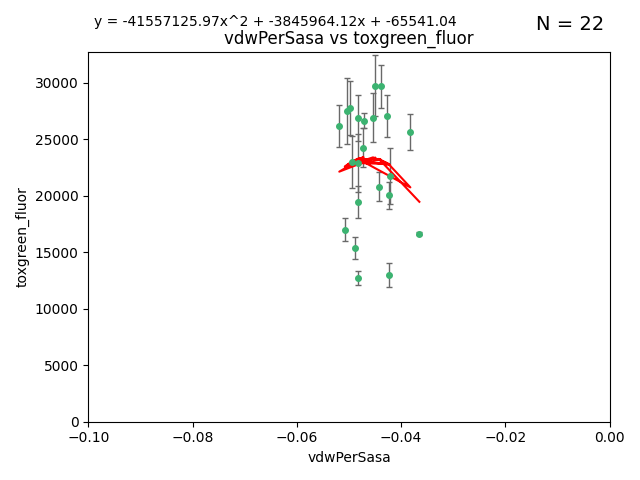 y = -41557125.97x^2 + -3845964.12x + -65541.04
N = 22
vdwPerSasa vs toxgreen_fluor
toxgreen_fluor
30000
25000
20000
15000
10000
5000
0
−0.10
−0.08
−0.06
−0.04
−0.02
0.00
vdwPerSasa